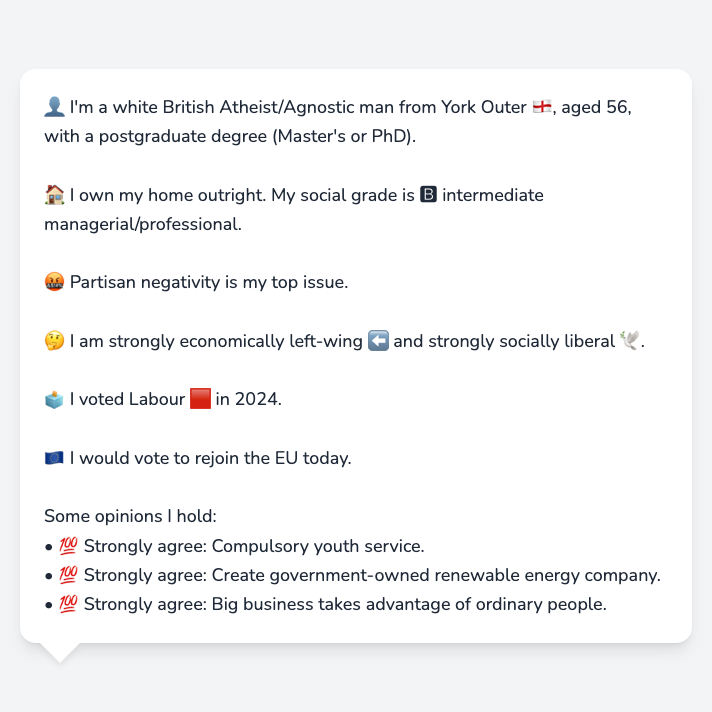 👤 I'm a white British Atheist/Agnostic man from York Outer 🏴󠁧󠁢󠁥󠁮󠁧󠁿, aged 56,
with a postgraduate degree (Master's or PhD).
🏠 I own my home outright. My social grade is 🅱 intermediate
managerial/professional.
🤬 Partisan negativity is my top issue.
🤔 I am strongly economically left-wing ⬅️ and strongly socially liberal 🕊️.
🗳️ I voted Labour 🟥 in 2024.
🇪🇺 I would vote to rejoin the EU today.
Some opinions I hold:
• 💯 Strongly agree: Compulsory youth service.
• 💯 Strongly agree: Create government-owned renewable energy company.
• 💯 Strongly agree: Big business takes advantage of ordinary people.